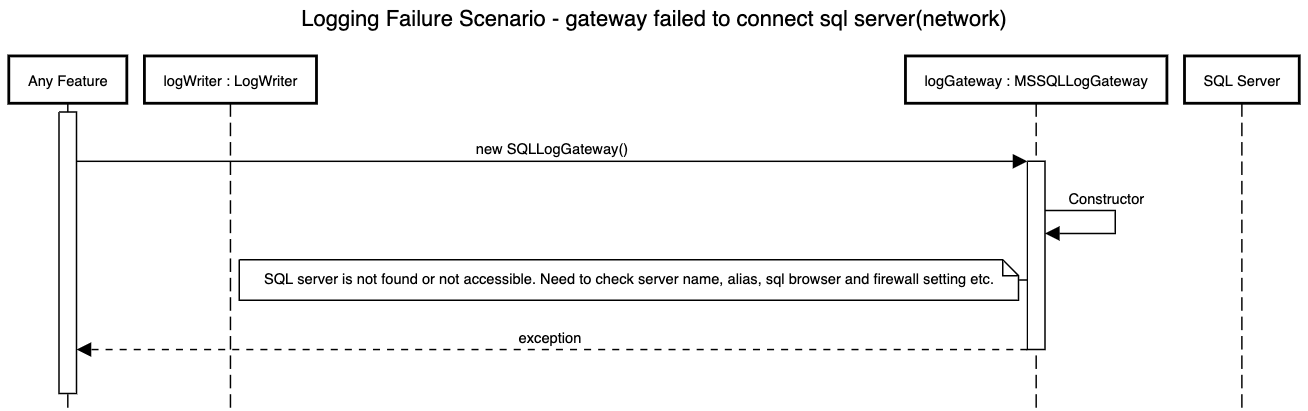 Logging Failure Scenario - gateway failed to connect sql server(network)
Any Feature
logWriter : LogWriter
logGateway : MSSQLLogGateway
SQL Server
new SQLLogGateway()
Constructor
SQL server is not found or not accessible. Need to check server name, alias, sql browser and firewall setting etc.
exception